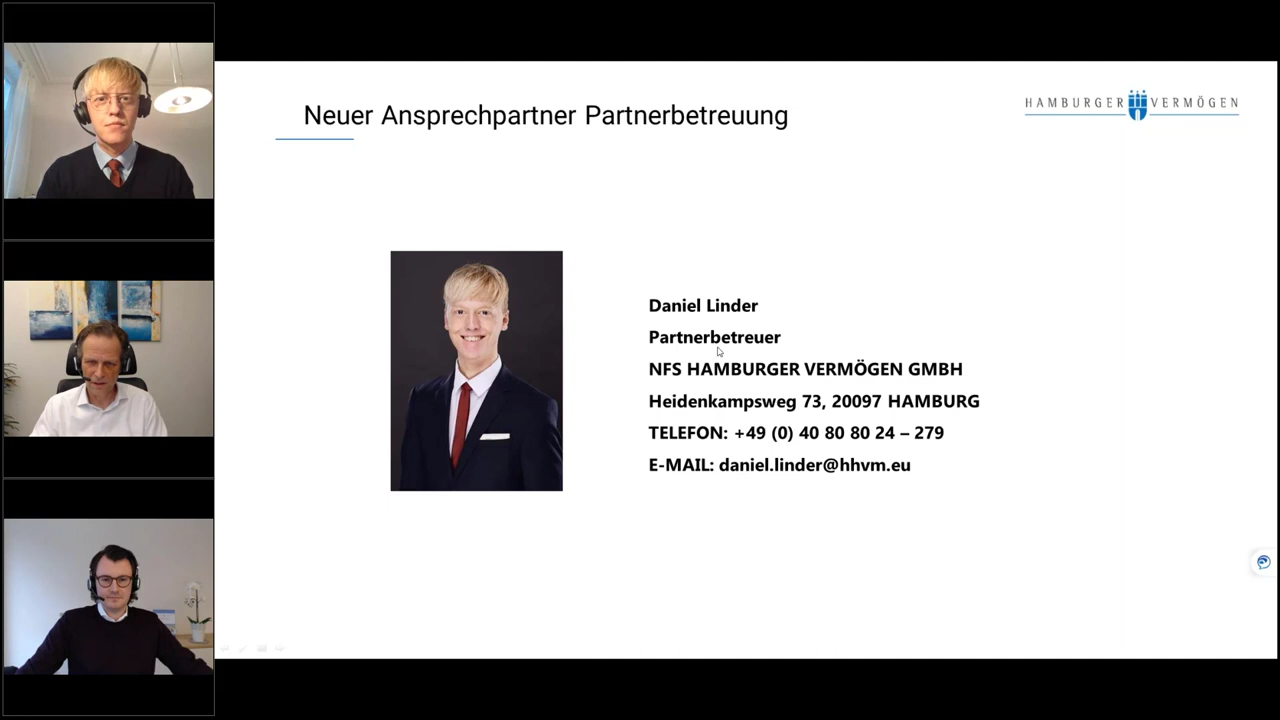 Neuer Ansprechpartner Partnerbetreuung
HAMBURGER VERMÖGEN
Daniel Linder
Partnerbetreuer
NFS HAMBURGER VERMÖGEN GMBH
Heidenkampsweg 73, 20097 HAMBURG
TELEFON: +49 (0) 40 80 80 24 – 279
E-MAIL: daniel.linder@hhvm.eu